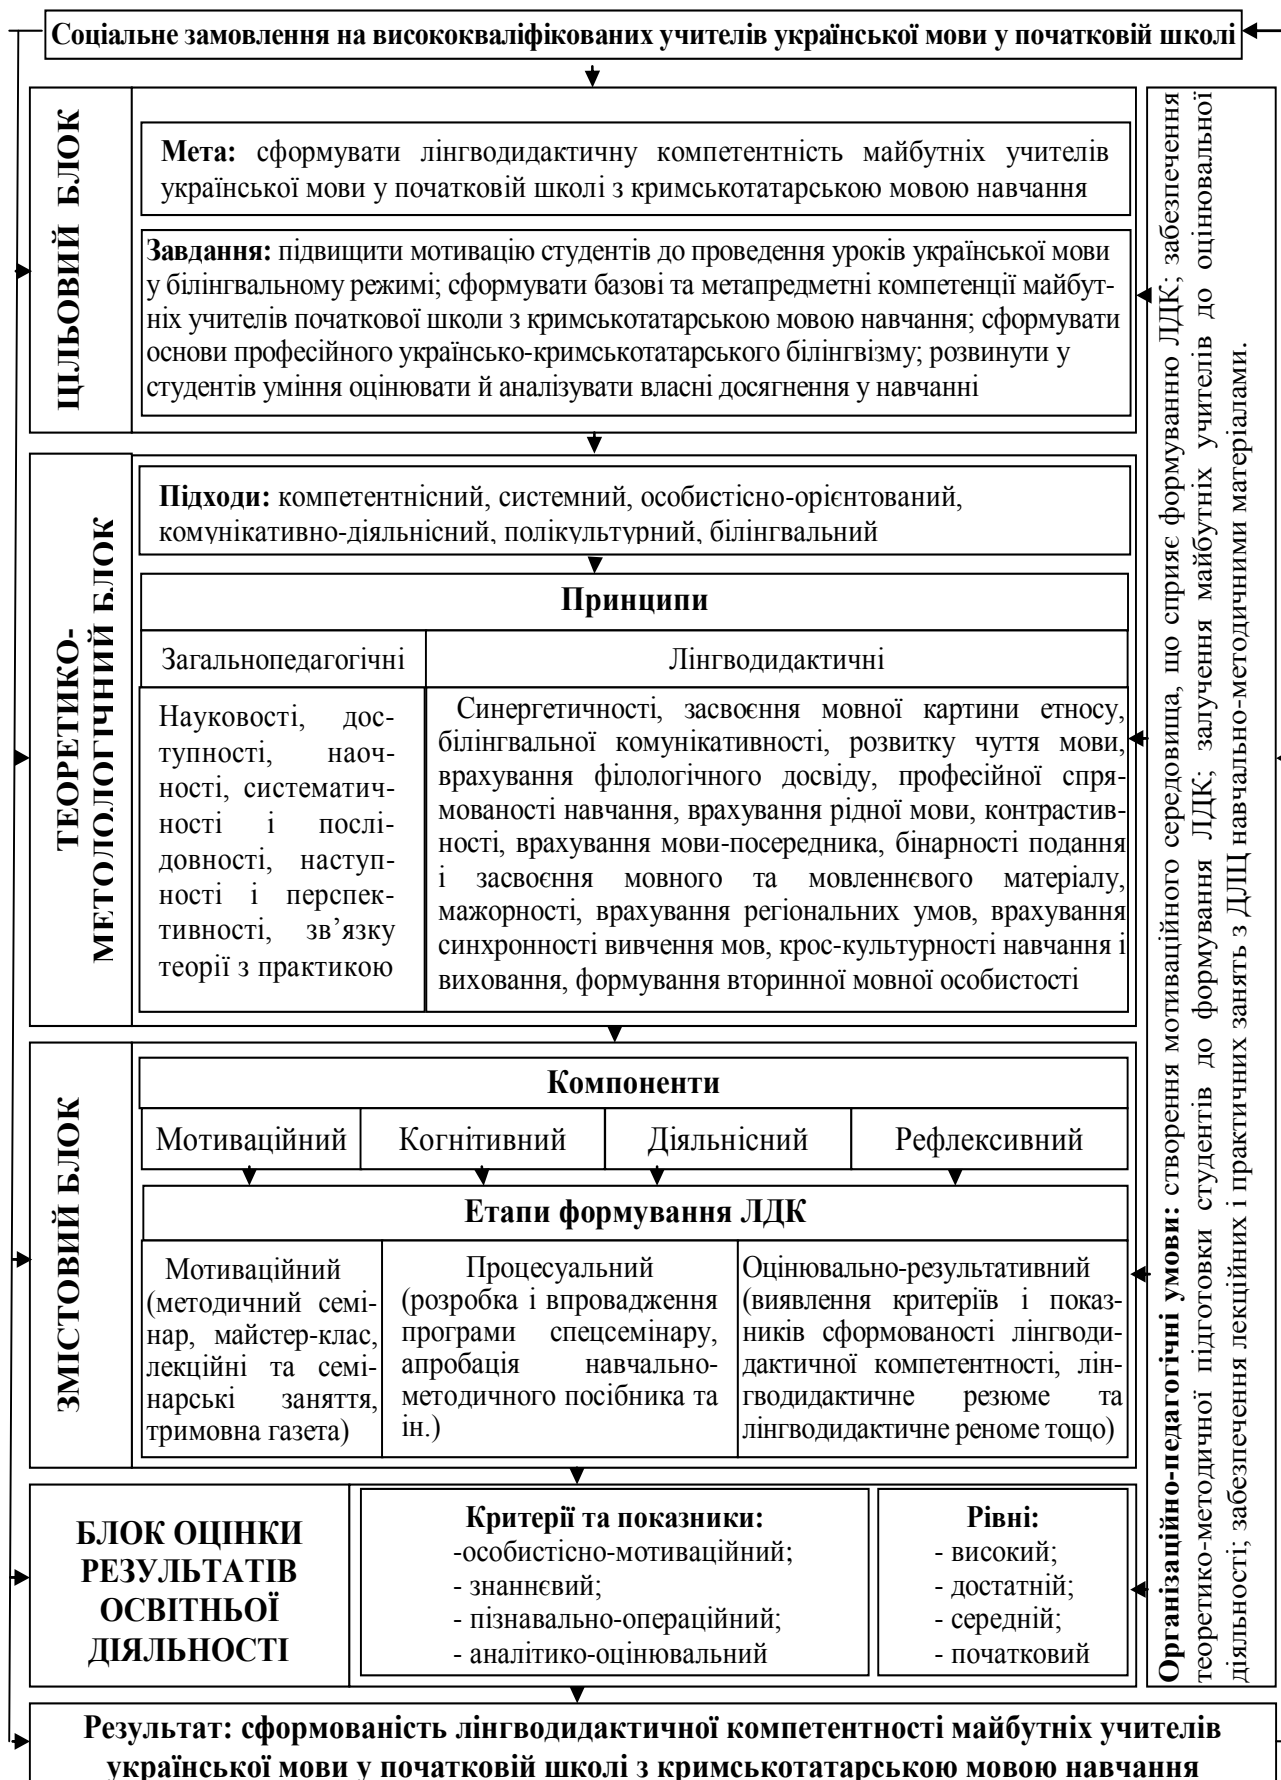 Соціальне замовлення на висококваліфікованих учителів української мови у початковій школі
ЦІЛЬОВИЙ БЛОК
Мета: сформувати лінгводидактичну компетентність майбутніх учителів
української мови у початковій школі з кримськотатарською мовою навчання
Завдання: підвищити мотивацію студентів до проведення уроків української мови
у білінгвальному режимі; сформувати базові та метапредметні компетенції майбут-
ніх учителів початкової школи з кримськотатарською мовою навчання; сформувати
основи професійного українсько-кримськотатарського білінгвізму; розвинути у
студентів уміння оцінювати й аналізувати власні досягнення у навчанні
ТЕОРЕТИКО-
МЕТОДОЛОГІЧНИЙ БЛОК
Підходи: компетентнісний, системний, особистісно-орієнтований,
комунікативно-діяльнісний, полікультурний, білінгвальний
Принципи
Загальнопедагогічні
Лінгводидактичні
Науковості, дос-
тупності, наоч-
ності, систематич-
ності і послі-
довності, наступ-
ності і перспек-
тивності, зв’язку
теорії з практикою
Синергетичності, засвоєння мовної картини етносу,
білінгвальної комунікативності, розвитку чуття мови,
врахування філологічного досвіду, професійної спря-
мованості навчання, врахування рідної мови, контрастив-
ності, врахування мови-посередника, бінарності подання
і засвоєння мовного та мовленнєвого матеріалу,
мажорності, врахування регіональних умов, врахування
синхронності вивчення мов, крос-культурності навчання і
виховання, формування вторинної мовної особистості
ЗМІСТОВИЙ БЛОК
Компоненти
Мотиваційний
Когнітивний
Діяльнісний
Рефлексивний
Етапи формування ЛДК
Мотиваційний
(методичний семі-
нар, майстер-клас,
лекційні та семі-
нарські заняття,
тримовна газета)
Процесуальний
(розробка і впровадження
програми спецсемінару,
апробація навчально-
методичного посібника та
ін.)
Оцінювально-результативний
(виявлення критеріїв і показ-
ників сформованості лінгводи-
дактичної компетентності, лін-
гводидактичне резюме та
лінгводидактичне реноме тощо)
БЛОК ОЦІНКИ
РЕЗУЛЬТАТІВ
ОСВІТНЬОЇ
ДІЯЛЬНОСТІ
Критерії та показники:
-особистісно-мотиваційний;
- знаннєвий;
- пізнавально-операційний;
- аналітико-оцінювальний
Рівні:
- високий;
- достатній;
- середній;
- початковий
Організаційно-педагогічні умови: створення мотиваційного середовища, що сприяє формуванню ЛДК; забезпечення
теоретико-методичної підготовки студентів до формування ЛДК; залучення майбутніх учителів до оцінювальної
діяльності; забезпечення лекційних і практичних занять з ДЛЦ навчально-методичними матеріалами.
Результат: сформованість лінгводидактичної компетентності майбутніх учителів
української мови у початковій школі з кримськотатарською мовою навчання